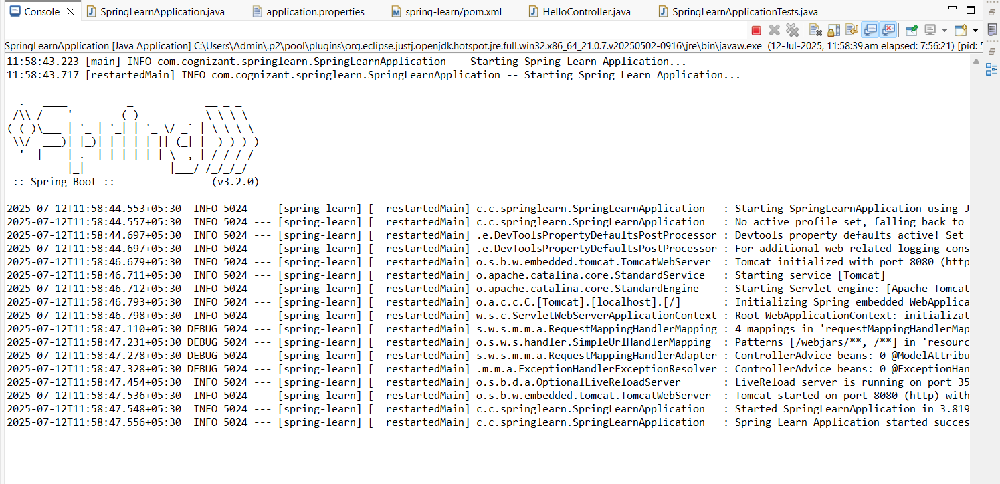 Console SpringLearnApplication.java application.properties spring-learn/pom.xml HelloController.java SpringLearnApplicationTests.java
SpringLearnApplication [Java Application] C:\Users\Admin\.p2\pool\plugins\org.eclipse.justj.openjdk.hotspot.jre.full.win32.x86_64_21.0.7.v20250502-0916\jre\bin\javaw.exe (12-Jul-2025, 11:58:39 am elapsed: 7:56:21) [pid: 5
11:58:43.223 [main] INFO com.cognizant.springlearn.SpringLearnApplication -- Starting Spring Learn Application...
11:58:43.717 [restartedMain] INFO com.cognizant.springlearn.SpringLearnApplication -- Starting Spring Learn Application...
  .   ____          _            __ _ _
 /\\ / ___'_ __ _ _(_)_ __  __ _ \ \ \ \
( ( )\___ | '_ | '_| | '_ \/ _` | \ \ \ \
 \\/  ___)| |_)| | | | | || (_| |  ) ) ) )
  '  |____| .__|_| |_|_| |_\__, | / / / /
 =========|_|==============|___/=/_/_/_/
 :: Spring Boot ::                (v3.2.0)
2025-07-12T11:58:44.553+05:30  INFO 5024 --- [spring-learn] [  restartedMain] c.c.springlearn.SpringLearnApplication   : Starting SpringLearnApplication using J
2025-07-12T11:58:44.557+05:30  INFO 5024 --- [spring-learn] [  restartedMain] c.c.springlearn.SpringLearnApplication   : No active profile set, falling back to
2025-07-12T11:58:44.697+05:30  INFO 5024 --- [spring-learn] [  restartedMain] .e.DevToolsPropertyDefaultsPostProcessor : Devtools property defaults active! Set
2025-07-12T11:58:44.697+05:30  INFO 5024 --- [spring-learn] [  restartedMain] .e.DevToolsPropertyDefaultsPostProcessor : For additional web related logging cons
2025-07-12T11:58:46.679+05:30  INFO 5024 --- [spring-learn] [  restartedMain] o.s.b.w.embedded.tomcat.TomcatWebServer  : Tomcat initialized with port 8080 (http
2025-07-12T11:58:46.711+05:30  INFO 5024 --- [spring-learn] [  restartedMain] o.apache.catalina.core.StandardService   : Starting service [Tomcat]
2025-07-12T11:58:46.712+05:30  INFO 5024 --- [spring-learn] [  restartedMain] o.apache.catalina.core.StandardEngine    : Starting Servlet engine: [Apache Tomcat
2025-07-12T11:58:46.793+05:30  INFO 5024 --- [spring-learn] [  restartedMain] o.a.c.c.C.[Tomcat].[localhost].[/]       : Initializing Spring embedded WebApplica
2025-07-12T11:58:46.798+05:30  INFO 5024 --- [spring-learn] [  restartedMain] w.s.c.ServletWebServerApplicationContext : Root WebApplicationContext: initializat
2025-07-12T11:58:47.110+05:30 DEBUG 5024 --- [spring-learn] [  restartedMain] s.w.s.m.m.a.RequestMappingHandlerMapping : 4 mappings in 'requestMappingHandlerMap
2025-07-12T11:58:47.231+05:30 DEBUG 5024 --- [spring-learn] [  restartedMain] o.s.w.s.handler.SimpleUrlHandlerMapping  : Patterns [/webjars/**, /**] in 'resourc
2025-07-12T11:58:47.278+05:30 DEBUG 5024 --- [spring-learn] [  restartedMain] s.w.s.m.m.a.RequestMappingHandlerAdapter : ControllerAdvice beans: 0 @ModelAttribu
2025-07-12T11:58:47.328+05:30 DEBUG 5024 --- [spring-learn] [  restartedMain] .m.m.a.ExceptionHandlerExceptionResolver : ControllerAdvice beans: 0 @ExceptionHan
2025-07-12T11:58:47.454+05:30  INFO 5024 --- [spring-learn] [  restartedMain] o.s.b.d.a.OptionalLiveReloadServer       : LiveReload server is running on port 35
2025-07-12T11:58:47.536+05:30  INFO 5024 --- [spring-learn] [  restartedMain] o.s.b.w.embedded.tomcat.TomcatWebServer  : Tomcat started on port 8080 (http) with
2025-07-12T11:58:47.548+05:30  INFO 5024 --- [spring-learn] [  restartedMain] c.c.springlearn.SpringLearnApplication   : Started SpringLearnApplication in 3.819
2025-07-12T11:58:47.556+05:30  INFO 5024 --- [spring-learn] [  restartedMain] c.c.springlearn.SpringLearnApplication   : Spring Learn Application started succes